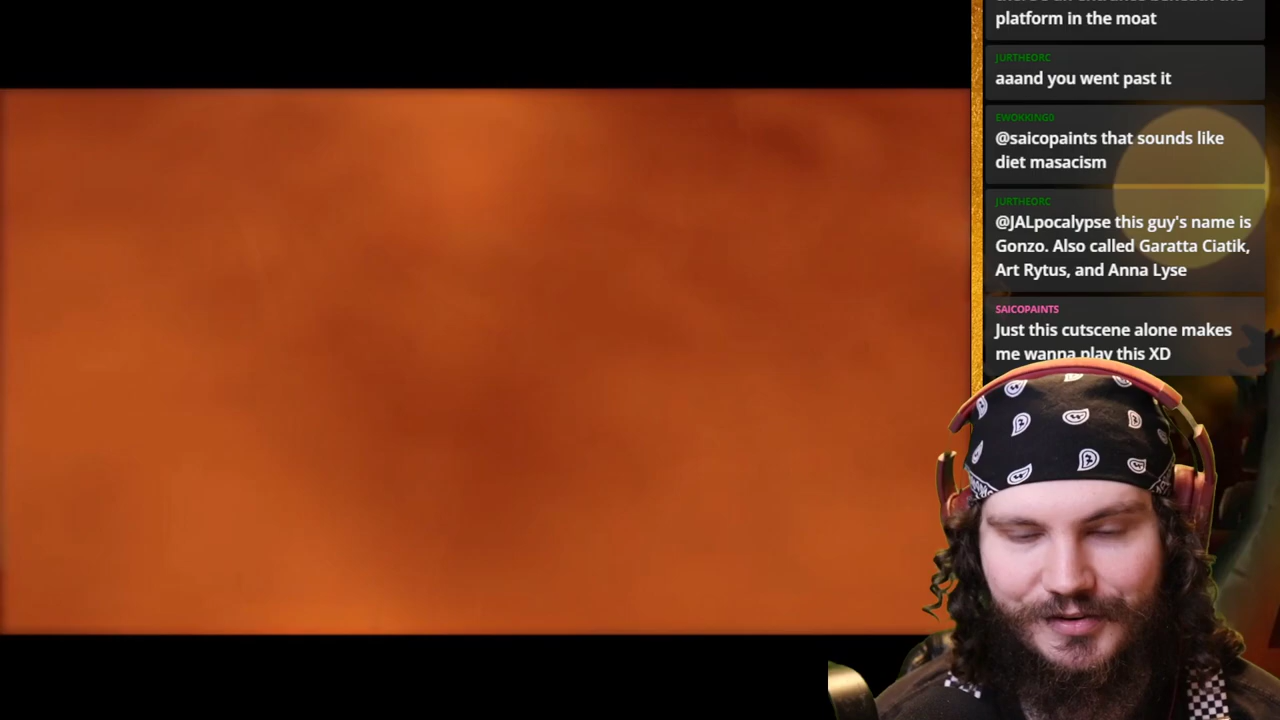 platform in the moat
JURTHEORC
aaand you went past it
EWOKKING0
@saicopaints that sounds like
diet masacism
JURTHEORC
@JALpocalypse this guy's name is
Gonzo. Also called Garatta Ciatik,
Art Rytus, and Anna Lyse
SAICOPAINTS
Just this cutscene alone makes
me wanna play this XD